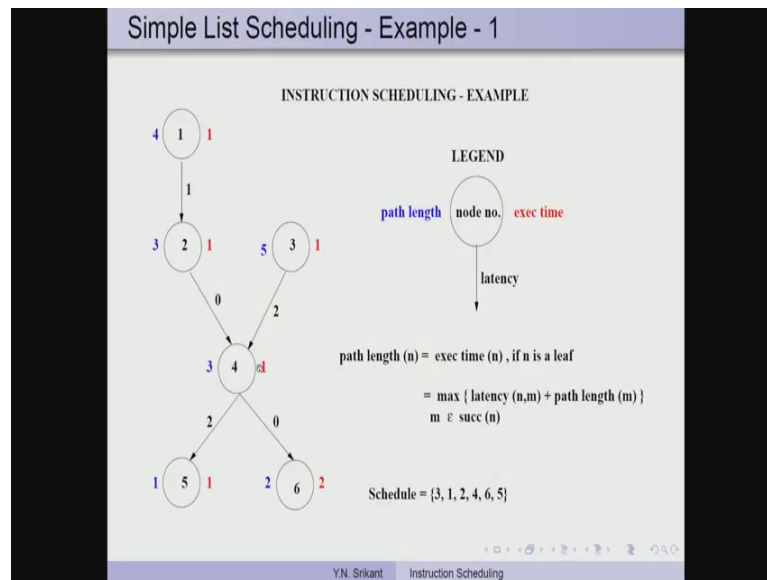 Simple List Scheduling - Example - 1
INSTRUCTION SCHEDULING - EXAMPLE
4 1 1
1
LEGEND
path length node no. exec time
latency
3 2 1
5 3 1
0
2
3 4 1
path length (n) = exec time (n) , if n is a leaf
= max { latency (n,m) + path length (m) }
m ε succ (n)
2 0
1 5 1
2 6 2
Schedule = {3, 1, 2, 4, 6, 5}
Y.N. Srikant Instruction Scheduling